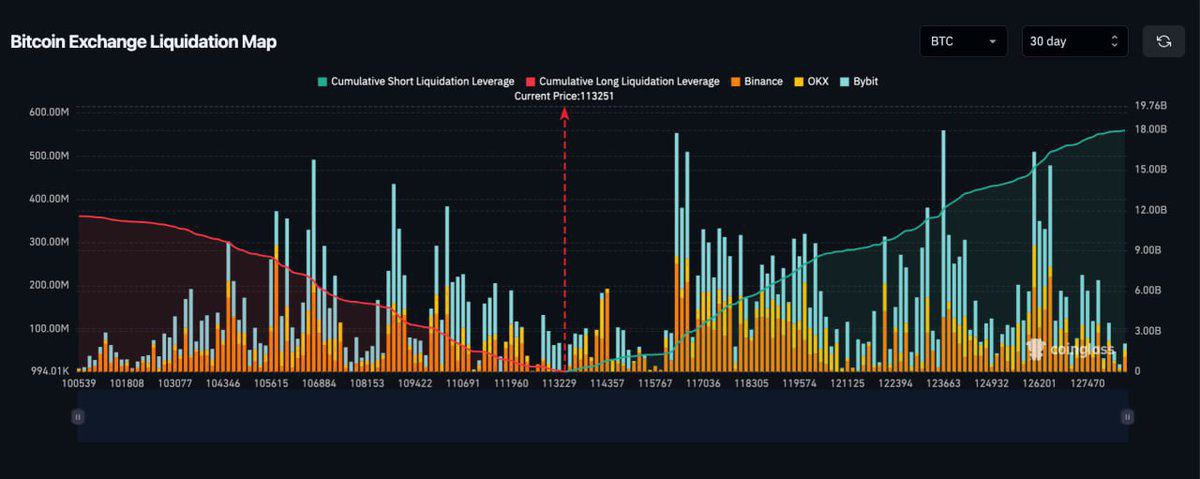 Bitcoin Exchange Liquidation Map
BTC
30 day
Cumulative Short Liquidation Leverage Cumulative Long Liquidation Leverage Binance OKX Bybit
Current Price:113251
600.00M
500.00M
400.00M
300.00M
200.00M
100.00M
994.01K
19.76B
18.00B
15.00B
12.00B
9.00B
6.00B
3.00B
0
coinglass
100539 101808 103077 104346 105615 106884 108153 109422 110691 111960 113229 114357 115767 117036 118305 119574 121125 122394 123663 124932 126201 127470